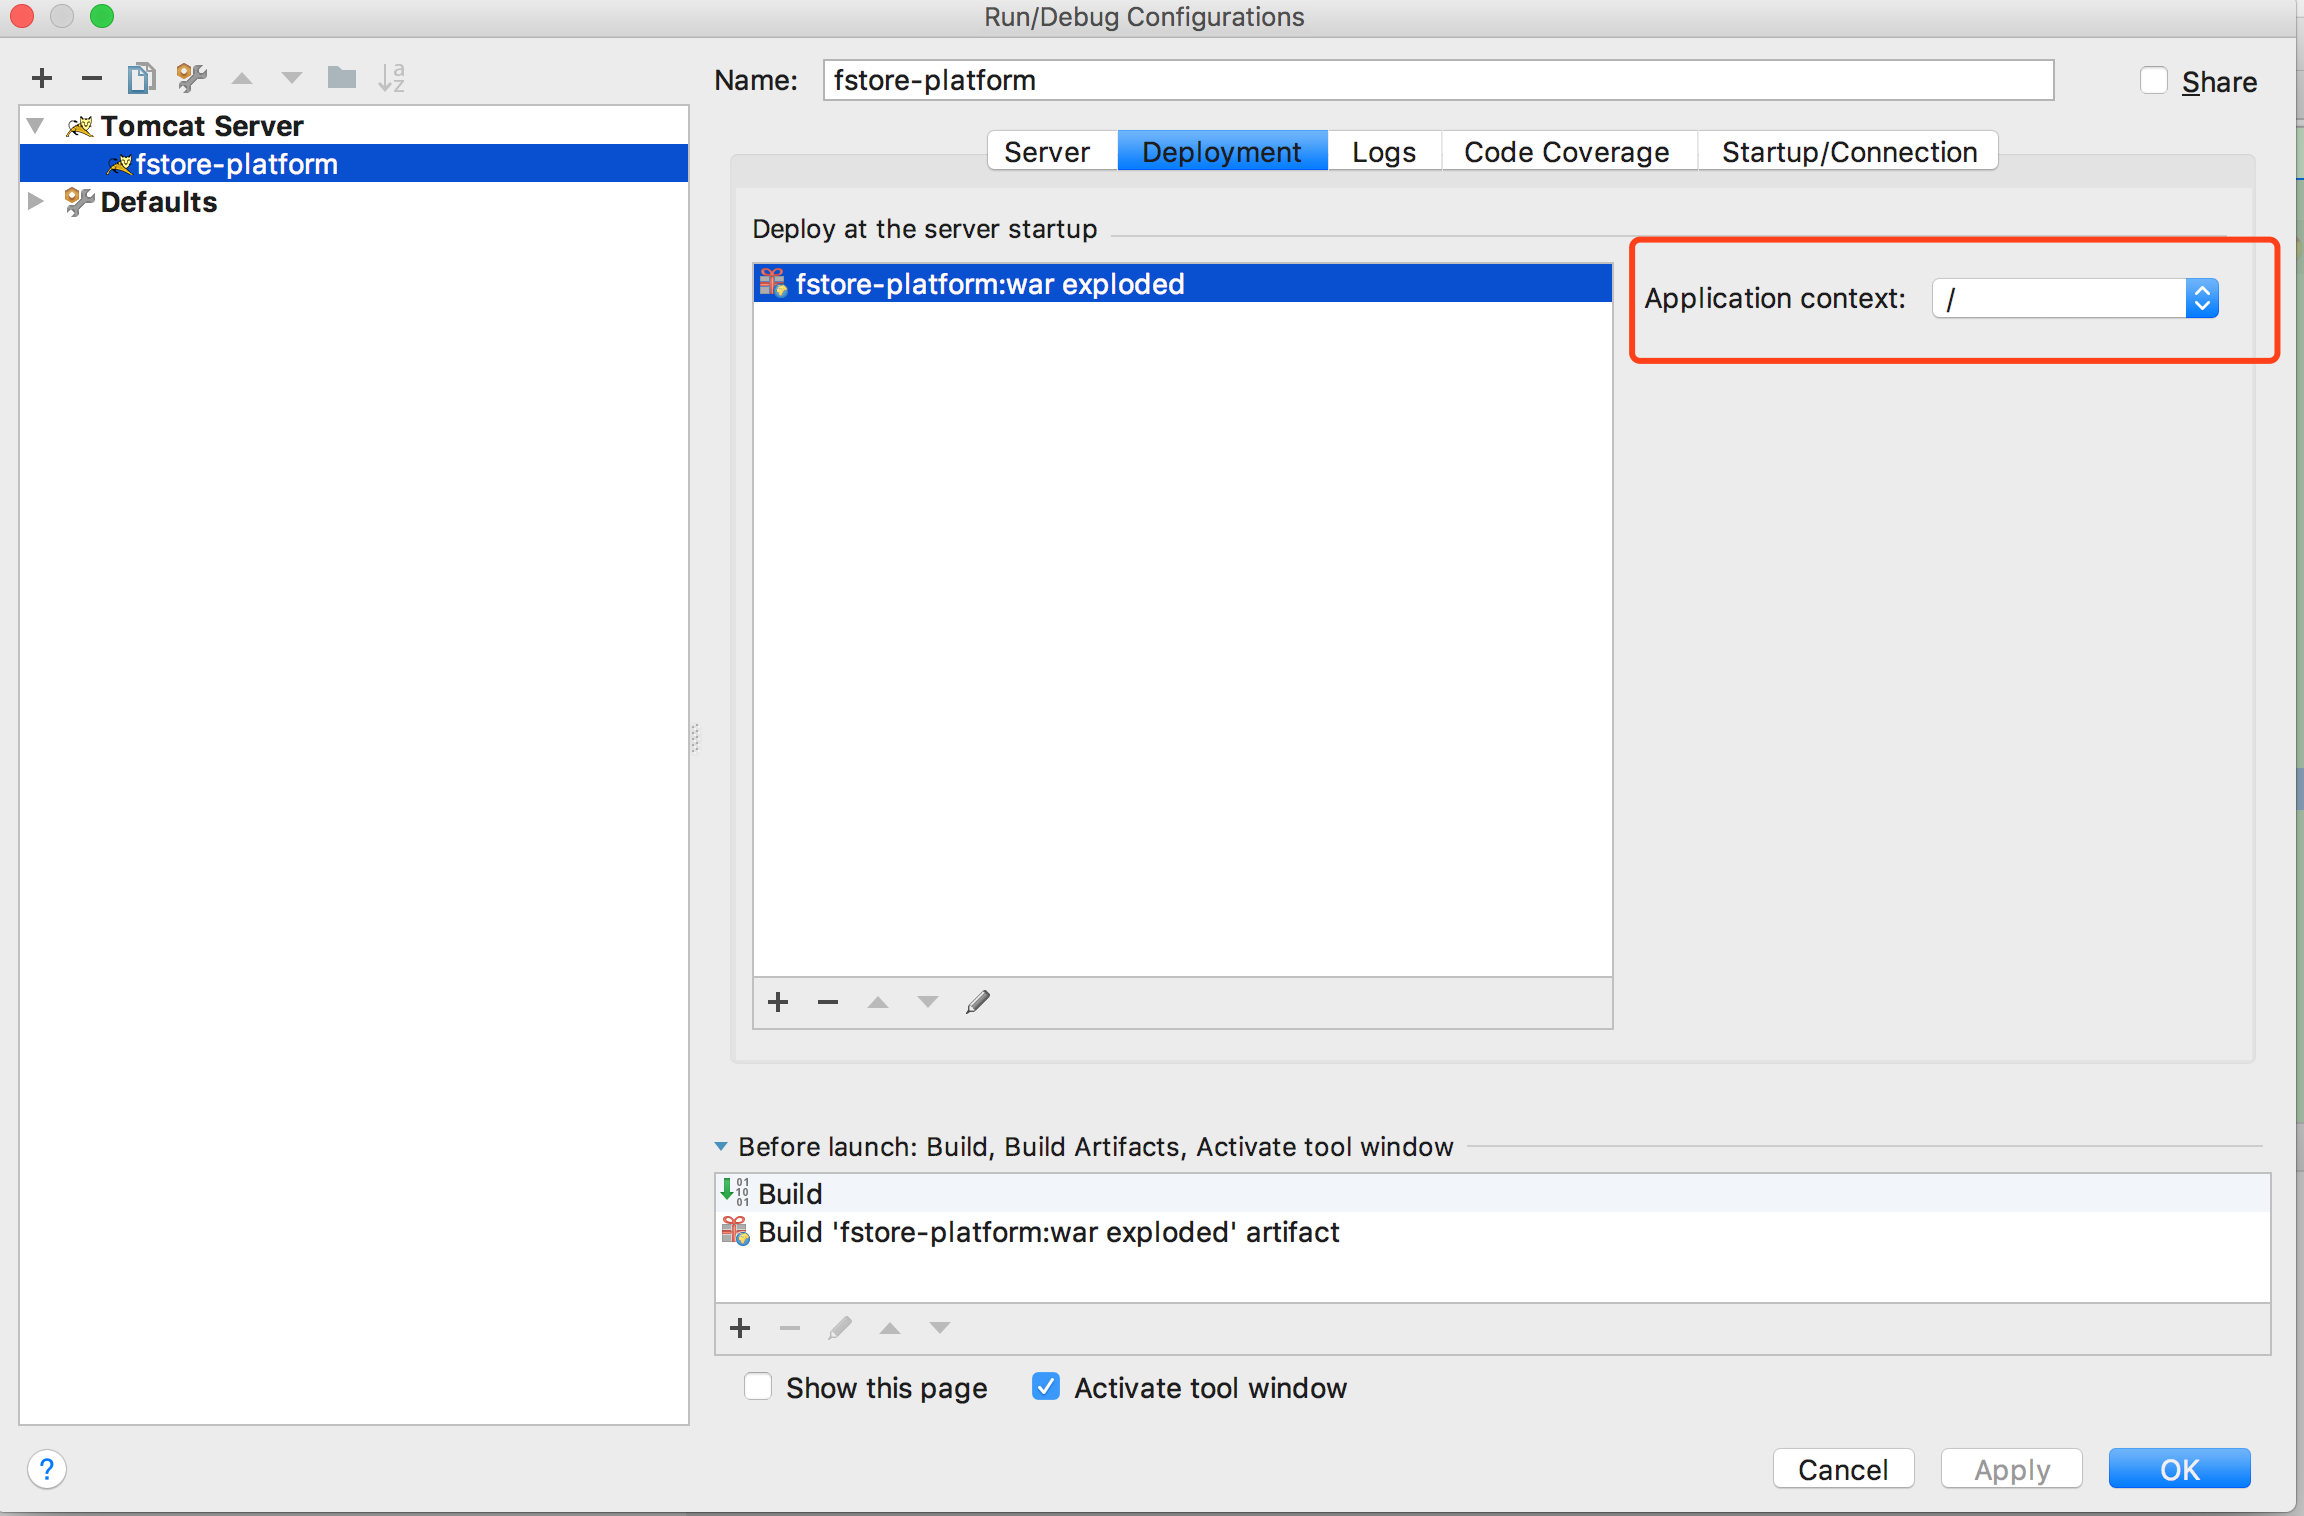 Run/Debug Configurations
Name: fstore-platform
Share
Tomcat Server
fstore-platform
Defaults
Server Deployment Logs Code Coverage Startup/Connection
Deploy at the server startup
fstore-platform:war exploded
Application context: /
Before launch: Build, Build Artifacts, Activate tool window
Build
Build 'fstore-platform:war exploded' artifact
Show this page Activate tool window
? Cancel Apply OK